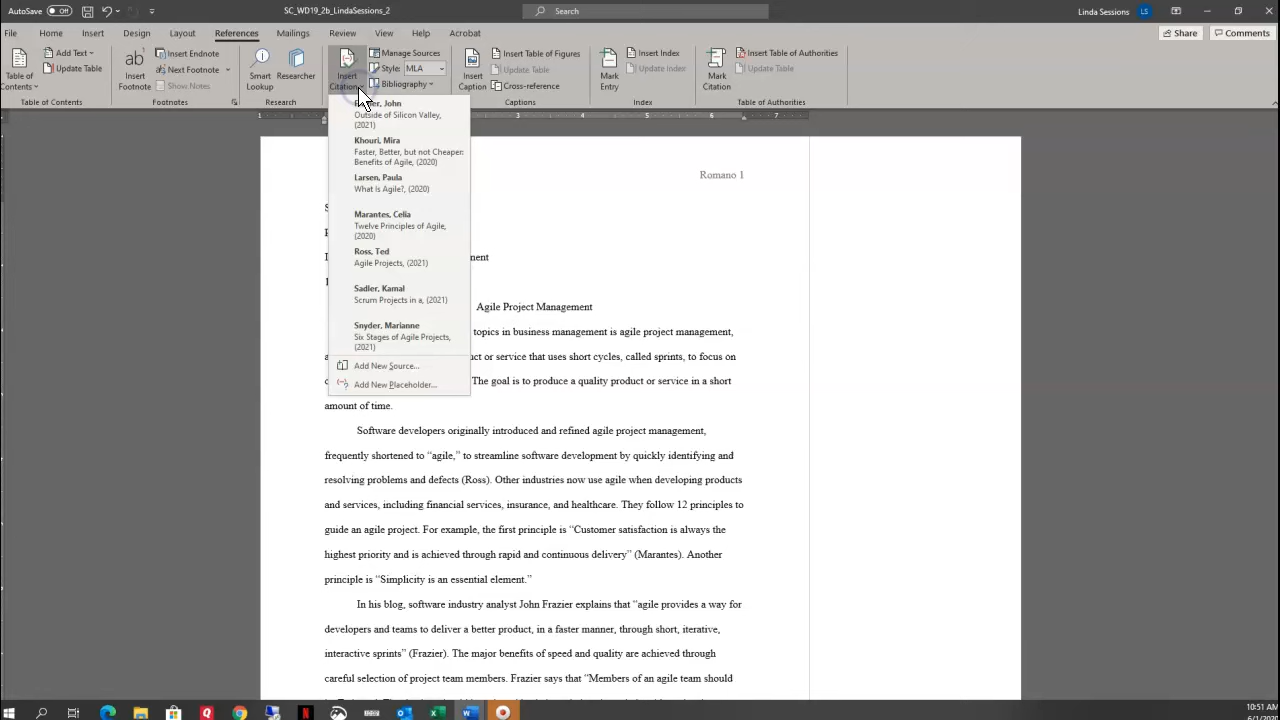 AutoSave Off SC_WD19_2b_LindaSessions_2 Search Linda Sessions LS
File Home Insert Design Layout References Mailings Review View Help Acrobat Share Comments
Table of Contents
Add Text
Update Table
Table of Contents
ab
Insert Footnote
Insert Endnote
Next Footnote
Show Notes
Footnotes
Smart Lookup
Researcher
Research
Insert Citation
Manage Sources
Style: MLA
Bibliography
Insert Caption
Insert Table of Figures
Update Table
Cross-reference
Captions
Mark Entry
Insert Index
Update Index
Index
Mark Citation
Insert Table of Authorities
Update Table
Table of Authorities
1 3 4 5 6 7
John
Outside of Silicon Valley,
(2021)
Khouri, Mira
Faster, Better, but not Cheaper:
Benefits of Agile, (2020)
Larsen, Paula
What is Agile?, (2020)
Marantes, Celia
Twelve Principles of Agile,
(2020)
Ross, Ted
Agile Projects, (2021)
Sadler, Kamal
Scrum Projects in a, (2021)
Snyder, Marianne
Six Stages of Agile Projects,
(2021)
Add New Source...
Add New Placeholder...
Romano 1
Agile Project Management
topics in business management is agile project management,
or service that uses short cycles, called sprints, to focus on
The goal is to produce a quality product or service in a short
amount of time.
Software developers originally introduced and refined agile project management,
frequently shortened to “agile,” to streamline software development by quickly identifying and
resolving problems and defects (Ross). Other industries now use agile when developing products
and services, including financial services, insurance, and healthcare. They follow 12 principles to
guide an agile project. For example, the first principle is “Customer satisfaction is always the
highest priority and is achieved through rapid and continuous delivery” (Marantes). Another
principle is “Simplicity is an essential element.”
In his blog, software industry analyst John Frazier explains that “agile provides a way for
developers and teams to deliver a better product, in a faster manner, through short, iterative,
interactive sprints” (Frazier). The major benefits of speed and quality are achieved through
careful selection of project team members. Frazier says that “Members of an agile team should
10:51 AM